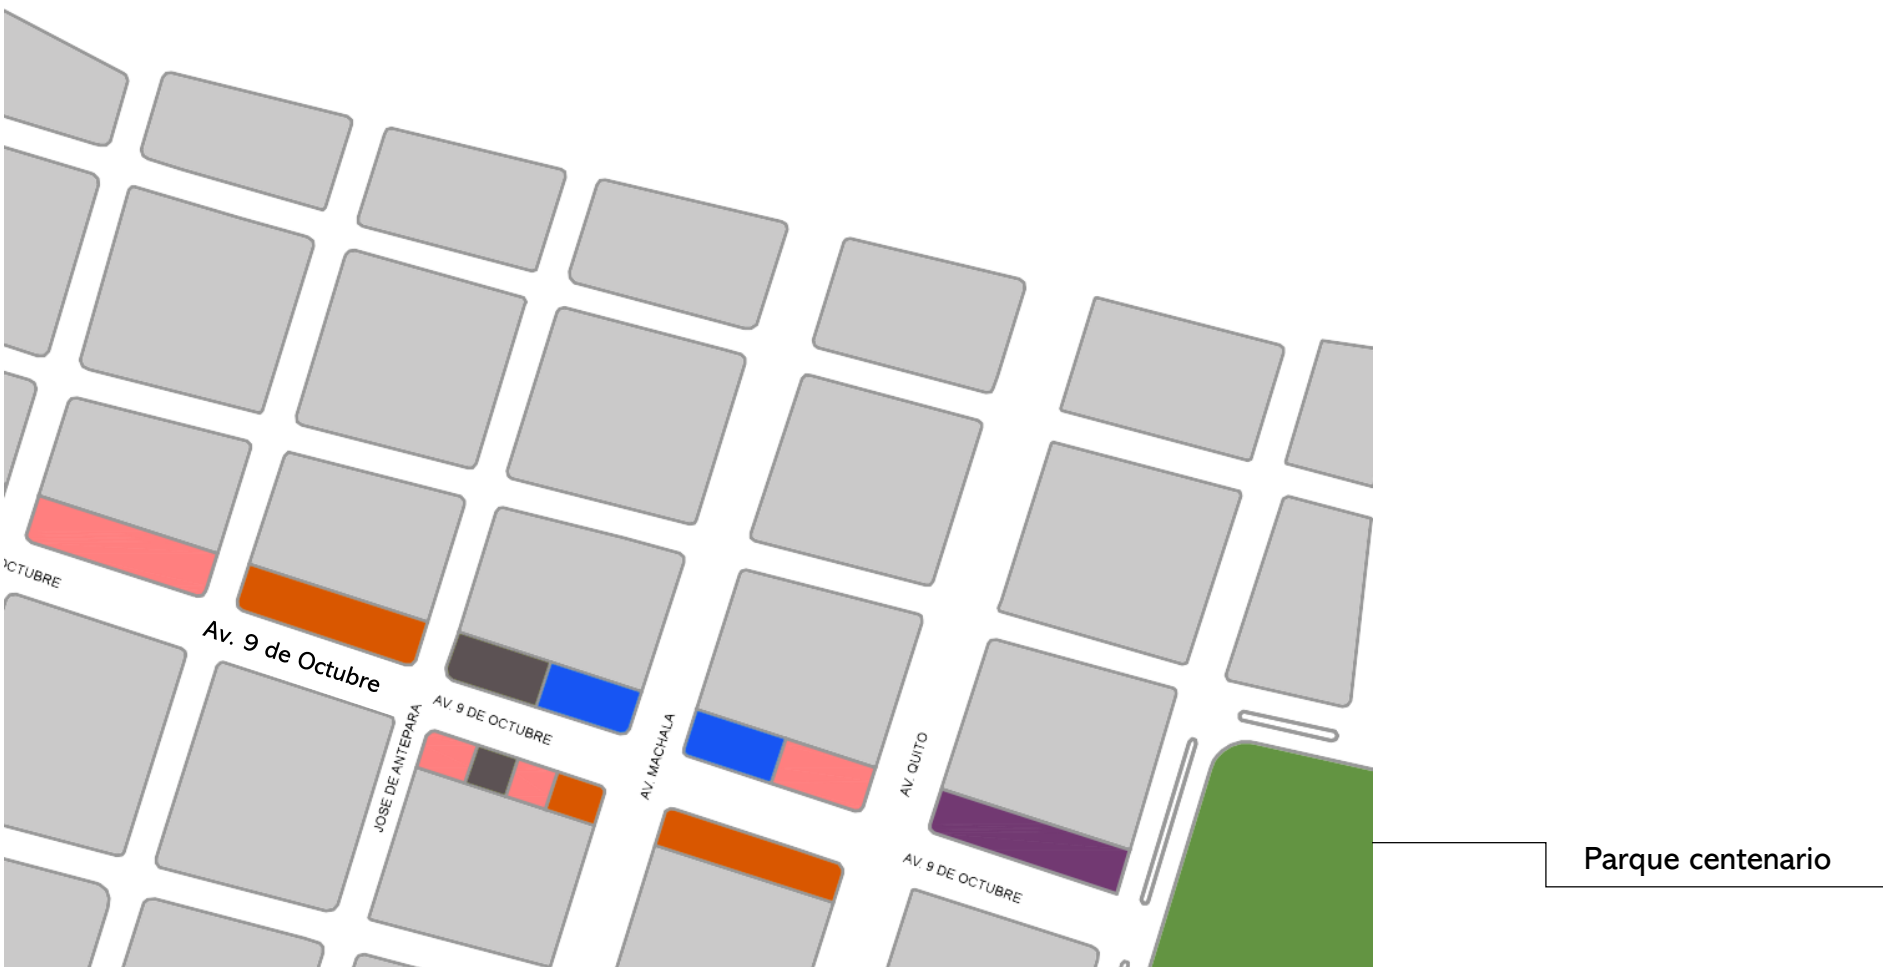 OCTUBRE
Av. 9 de Octubre
JOSE DE ANTEPARA
AV. 9 DE OCTUBRE
AV. MACHALA
AV. QUITO
AV. 9 DE OCTUBRE
Parque centenario